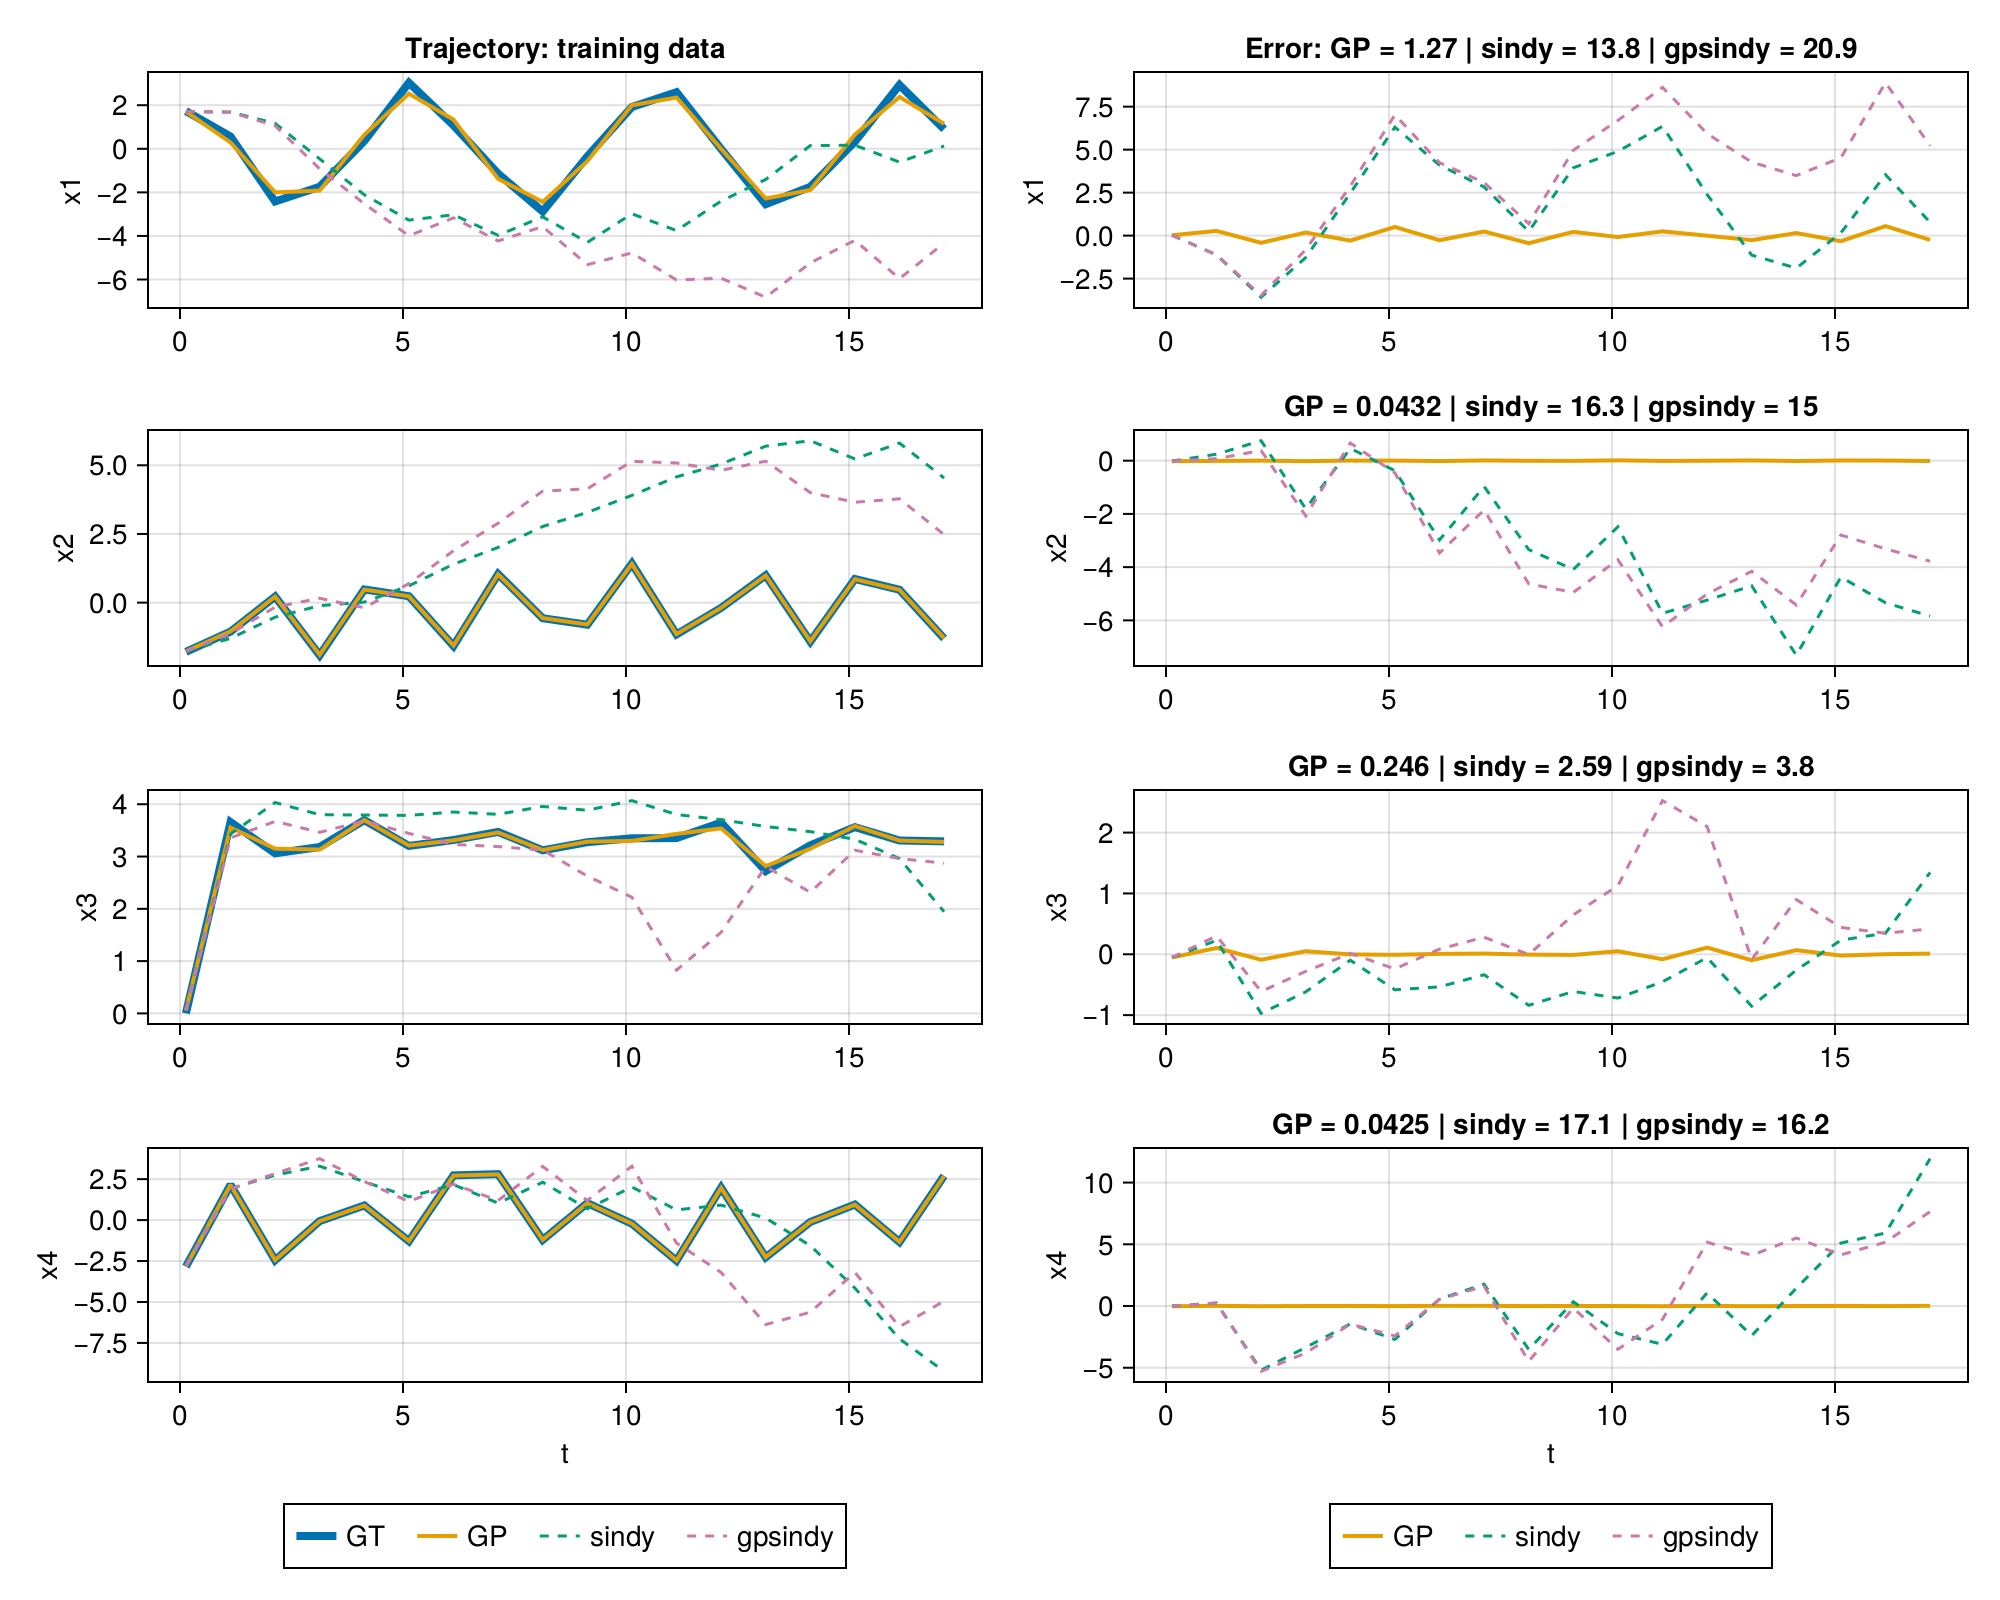 Trajectory: training data
2
0
−2
−4
−6
x1
0 5 10 15
Error: GP = 1.27 | sindy = 13.8 | gpsindy = 20.9
7.5
5.0
2.5
0.0
−2.5
x1
0 5 10 15
5.0
2.5
0.0
x2
0 5 10 15
GP = 0.0432 | sindy = 16.3 | gpsindy = 15
0
−2
−4
−6
x2
0 5 10 15
4
3
2
1
0
x3
0 5 10 15
GP = 0.246 | sindy = 2.59 | gpsindy = 3.8
2
1
0
−1
x3
0 5 10 15
2.5
0.0
−2.5
−5.0
−7.5
x4
0 5 10 15
t
GP = 0.0425 | sindy = 17.1 | gpsindy = 16.2
10
5
0
−5
x4
0 5 10 15
t
GT GP sindy gpsindy
GP sindy gpsindy